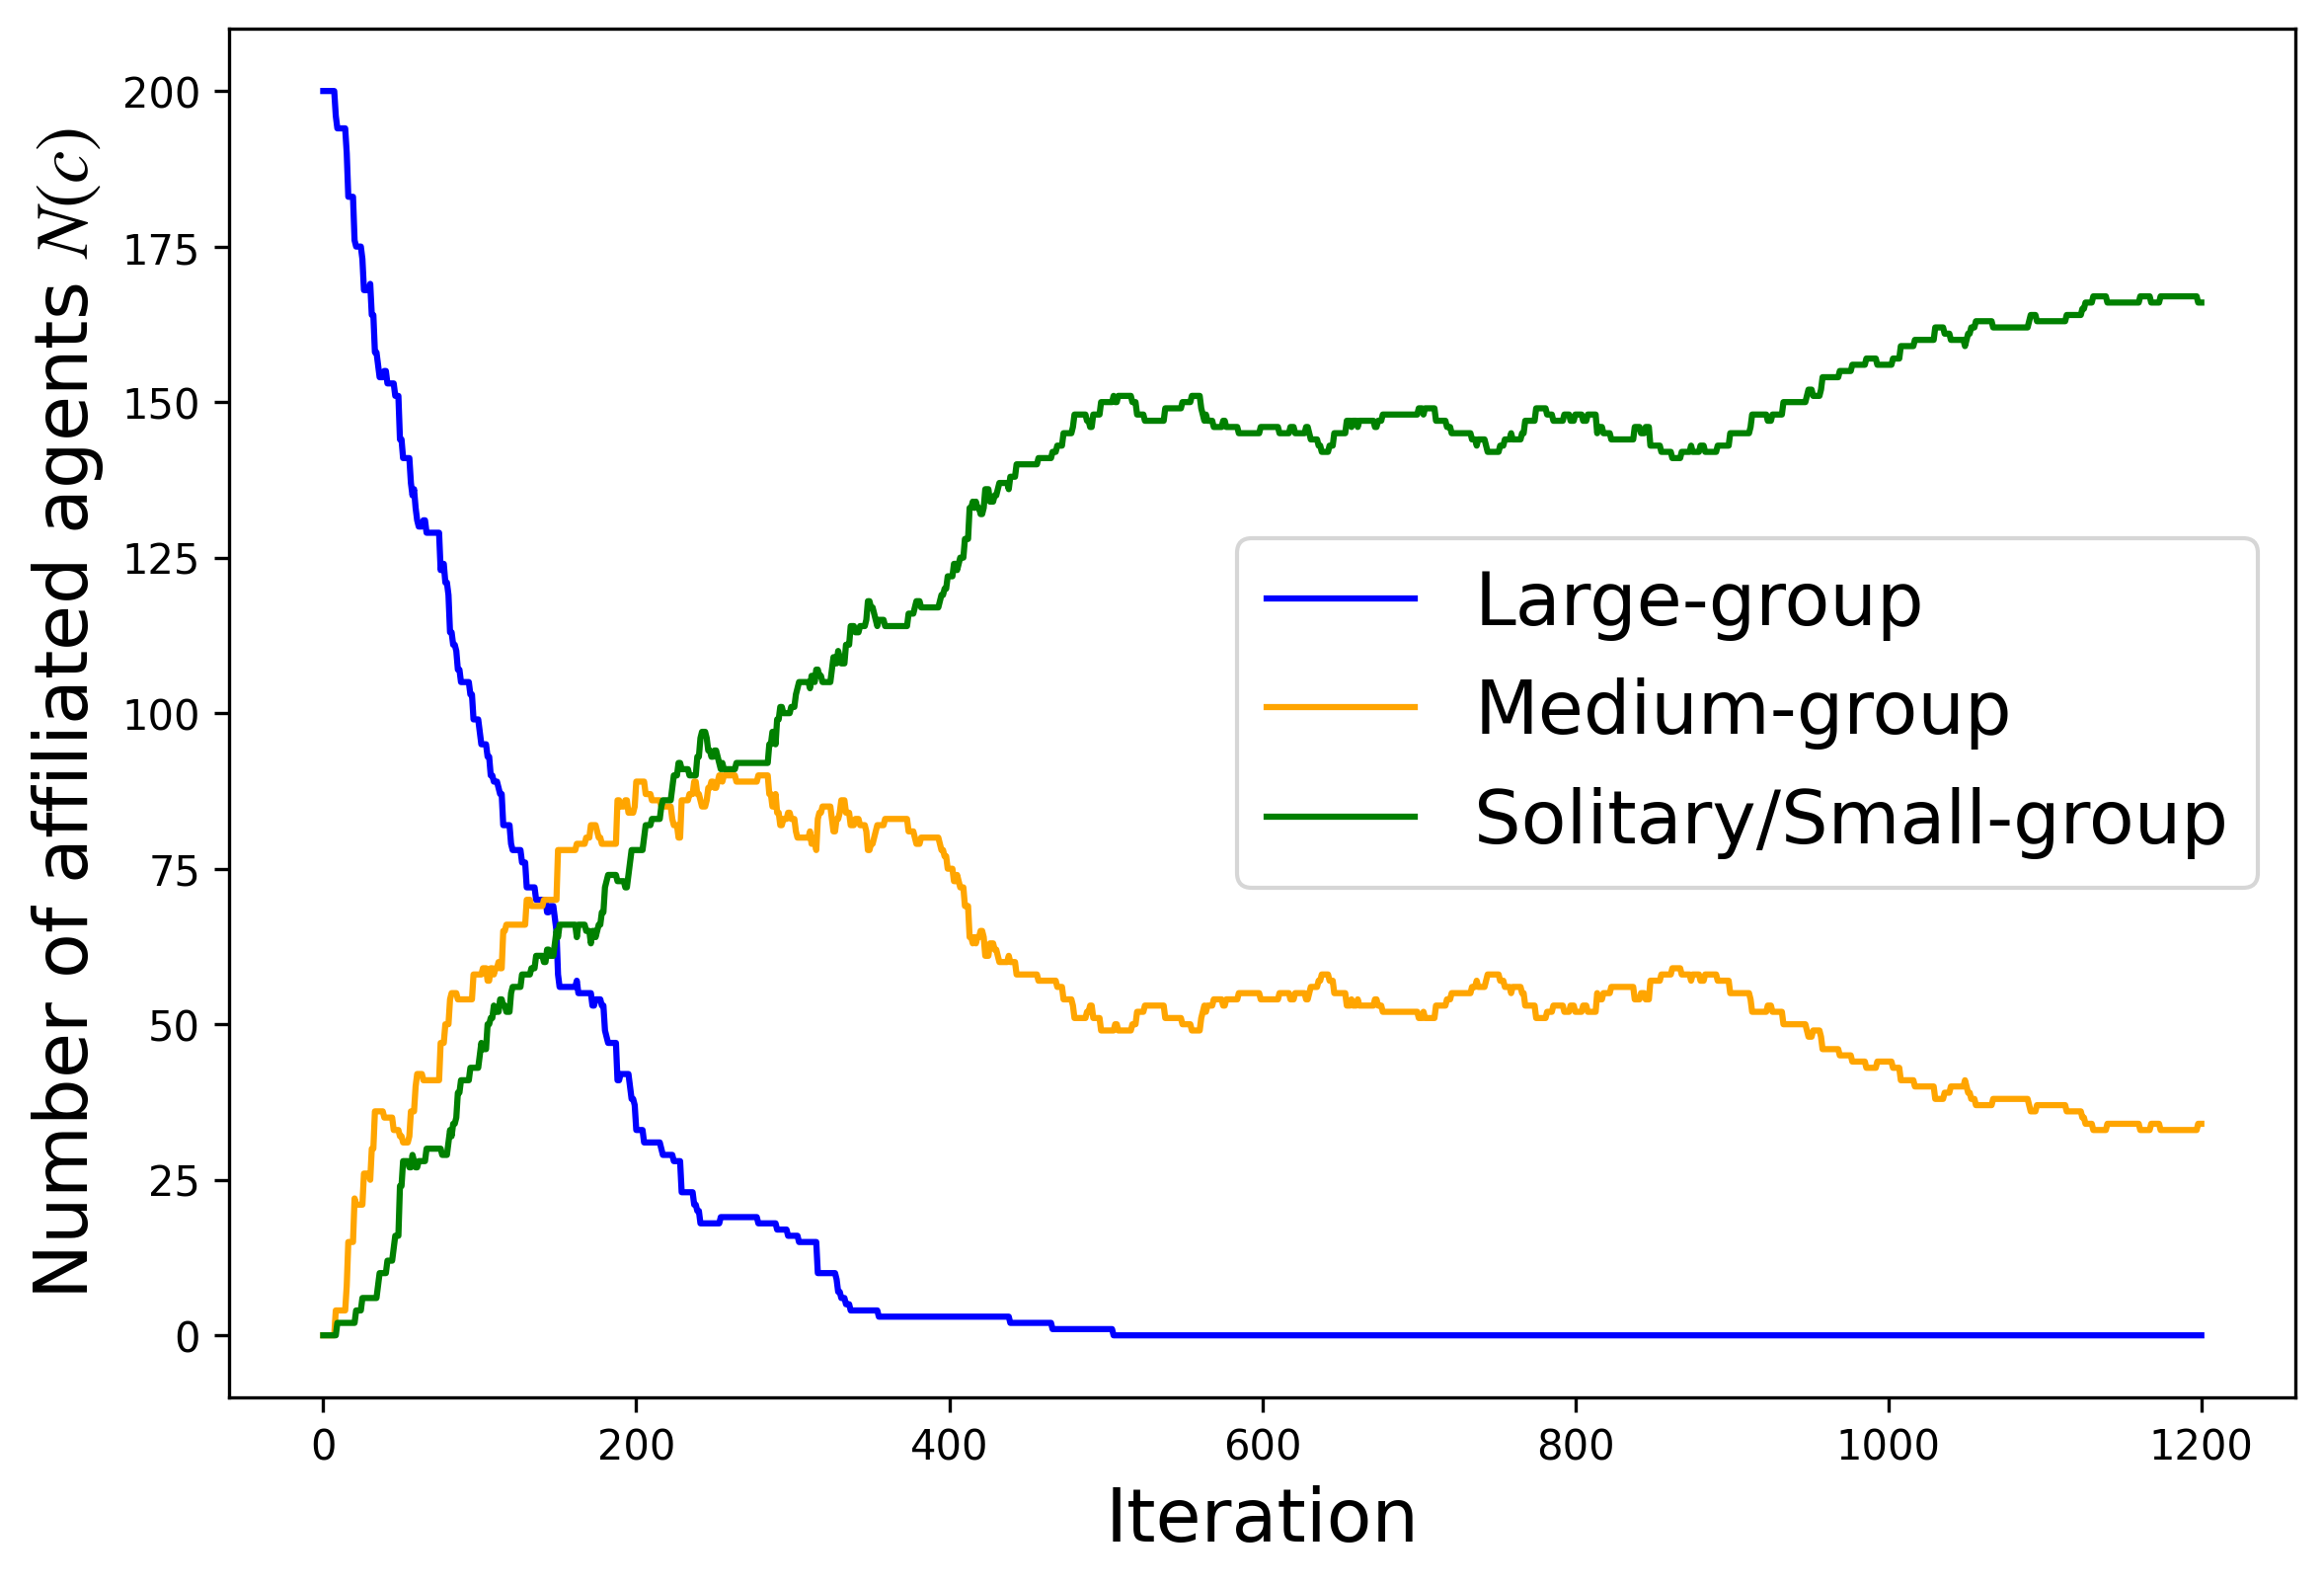 Number of affiliated agents N(c)
200
175
150
125
100
75
50
25
0
Large-group
Medium-group
Solitary/Small-group
0 200 400 600 800 1000 1200
Iteration